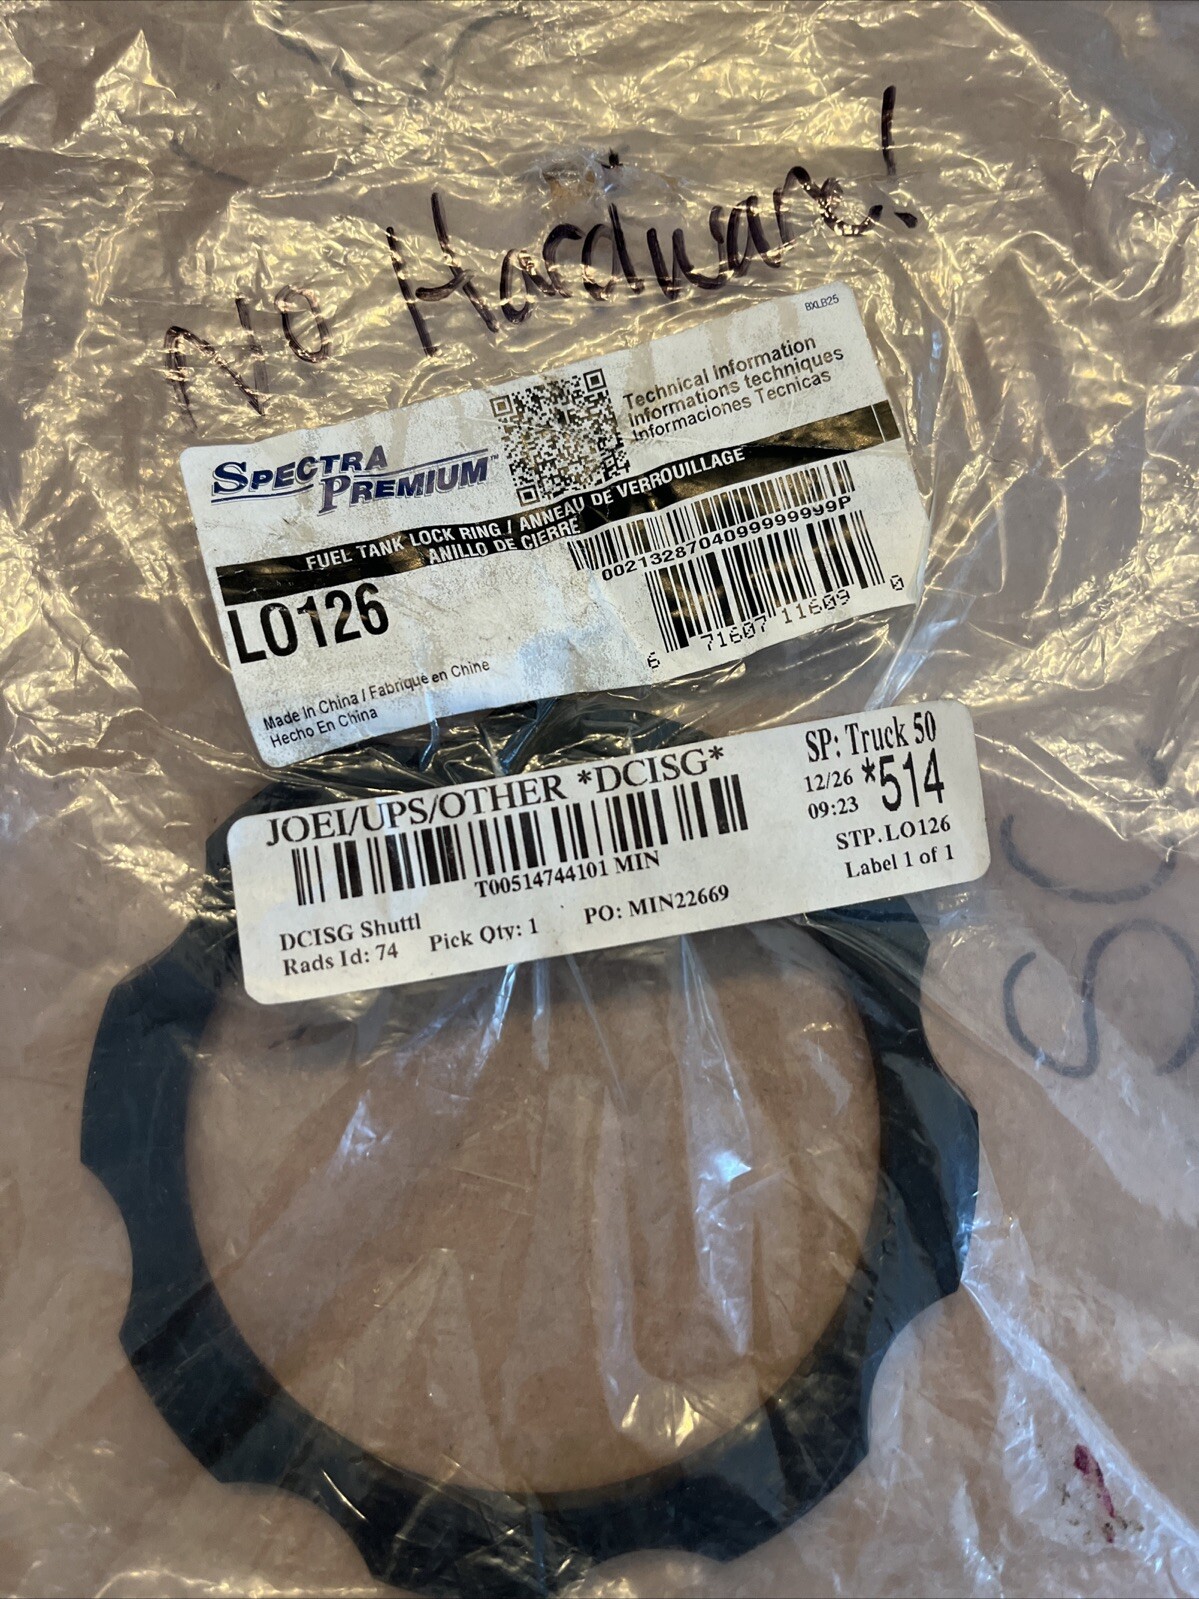 No Hardware!
BXLB25
Technical Information
Informations techniques
Informaciones Tecnicas
SPECTRA
PREMIUM™
FUEL TANK LOCK RING / ANNEAU DE VERROUILLAGE
ANILLO DE CIERRE
0021328704099999999P
6 71607 11609 0
LO126
Made In China / Fabriqué en Chine
Hecho En China
JOEI/UPS/OTHER *DCISG*
SP: Truck 50
12/26 *514
09:23
T00514744101 MIN
STP.LO126
Label 1 of 1
DCISG Shuttl
Rads Id: 74 Pick Qty: 1 PO: MIN22669